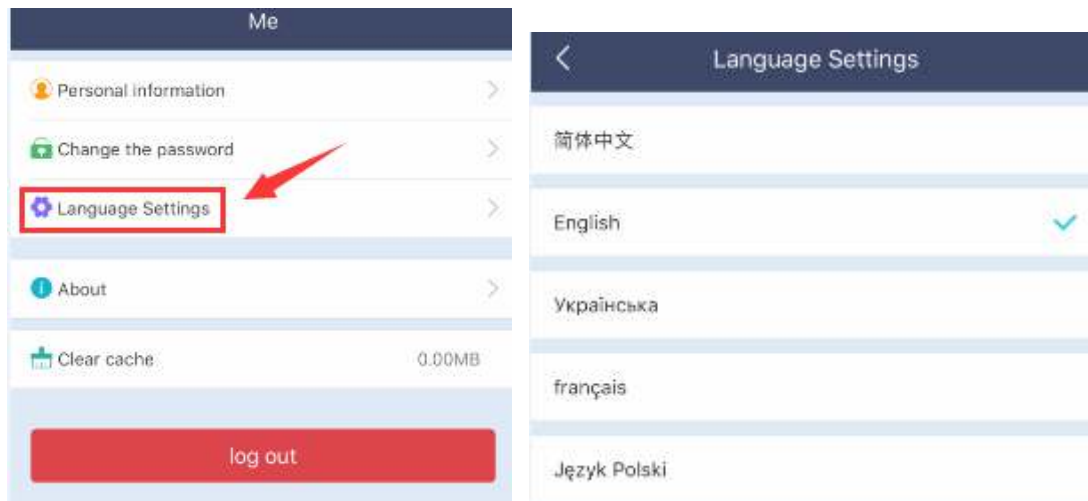 Me
Personal information
Change the password
Language Settings
About
Clear cache 0.00MB
log out
Language Settings
简体中文
English
Українська
français
Język Polski